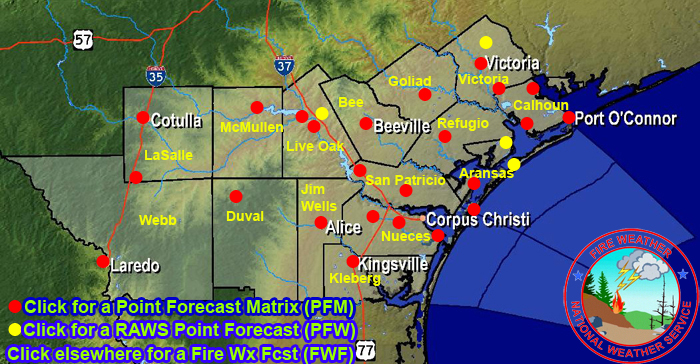 57
37
35
Victoria
Victoria
Goliad
Calhoun
Bee
Cotulla
McMullen
Beeville
Refugio
Port O'Connor
Live Oak
LaSalle
San Patricio
Aransas
Jim
Wells
Webb
Duval
Alice
Corpus Christi
Nueces
Laredo
Kingsville
Kleberg
77
Click for a Point Forecast Matrix (PFM)
Click for a RAWS Point Forecast (PFW)
Click elsewhere for a Fire Wx Fcst (FWF)
FIRE WEATHER
NATIONAL WEATHER SERVICE